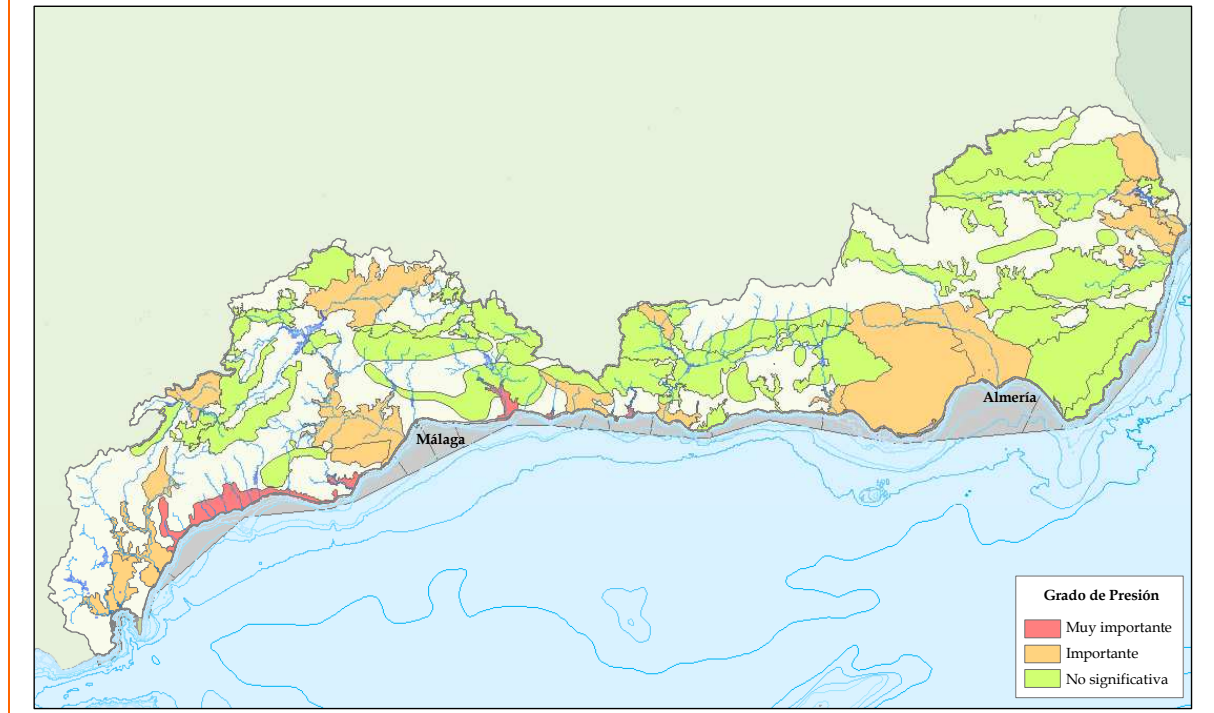 Málaga
Almería
Grado de Presión
Muy importante
Importante
No significativa